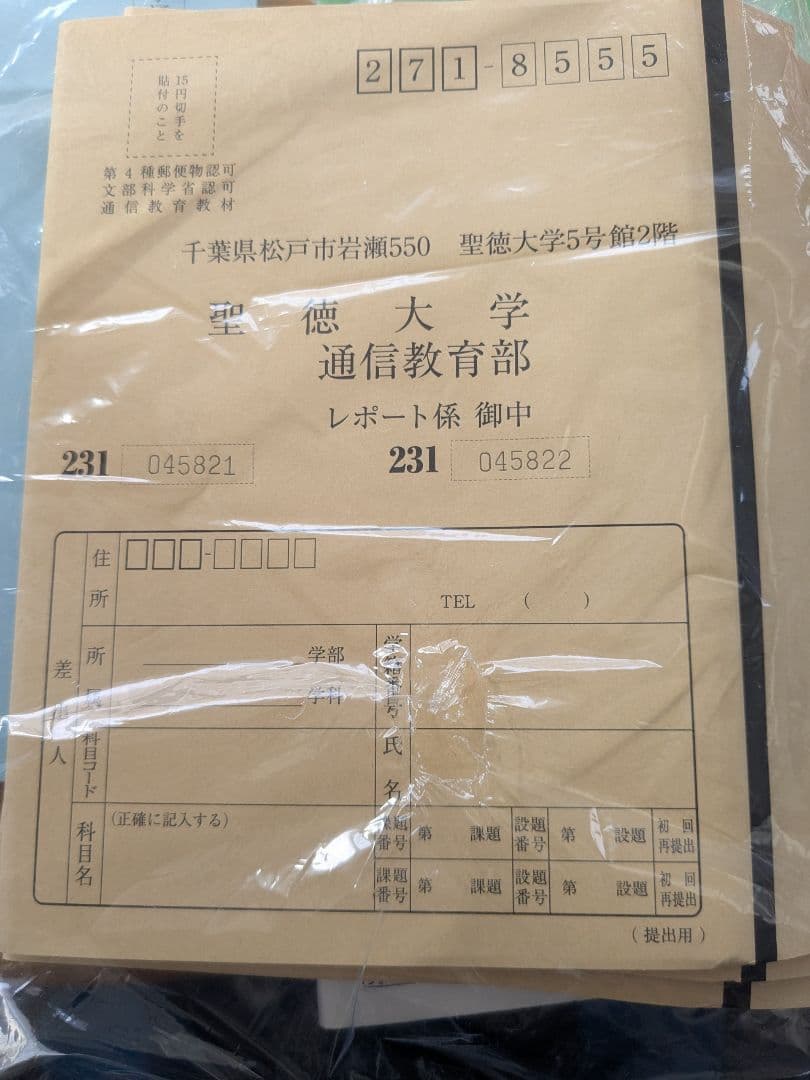 271-8555
15円切手を
貼付のこと
第4種郵便物認可
文部科学省認可
通信教育教材
千葉県松戸市岩瀬550 聖徳大学5号館2階
聖徳大学
通信教育部
レポート係 御中
231 045821 231 045822
差出人
住所
TEL ( )
所属
学部
学科
学籍番号
科目コード
氏名
科目名
(正確に記入する)
課題番号 第 課題 設題番号 第 設題 初回 再提出
課題番号 第 課題 設題番号 第 設題 初回 再提出
(提出用)